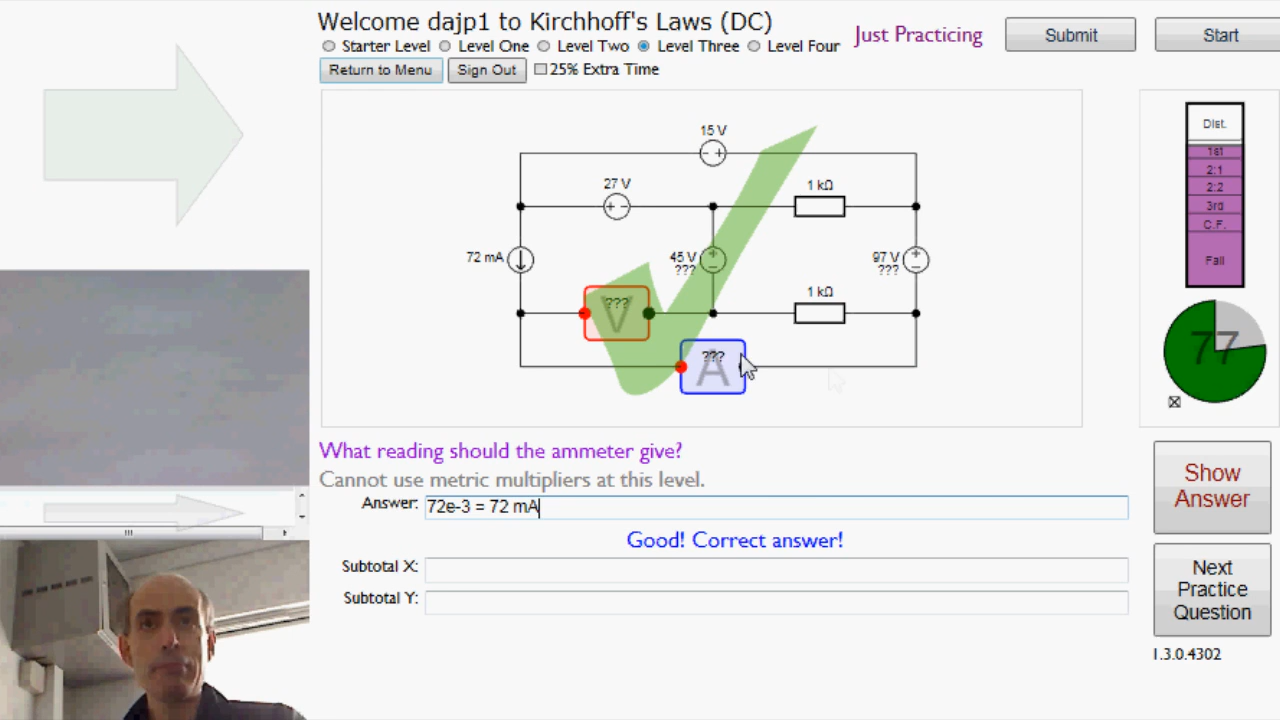 Welcome dajp1 to Kirchhoff's Laws (DC)
Starter Level Level One Level Two Level Three Level Four
Just Practicing
Submit
Start
Return to Menu Sign Out 25% Extra Time
15 V
27 V
1 kΩ
72 mA
45 V
???
97 V
???
???
V
1 kΩ
???
A
Dist.
1st
2:1
2:2
3rd
C.F.
Fail
77
What reading should the ammeter give?
Cannot use metric multipliers at this level.
Answer: 72e-3 = 72 mA
Good! Correct answer!
Subtotal X:
Subtotal Y:
Show
Answer
Next
Practice
Question
1.3.0.4302